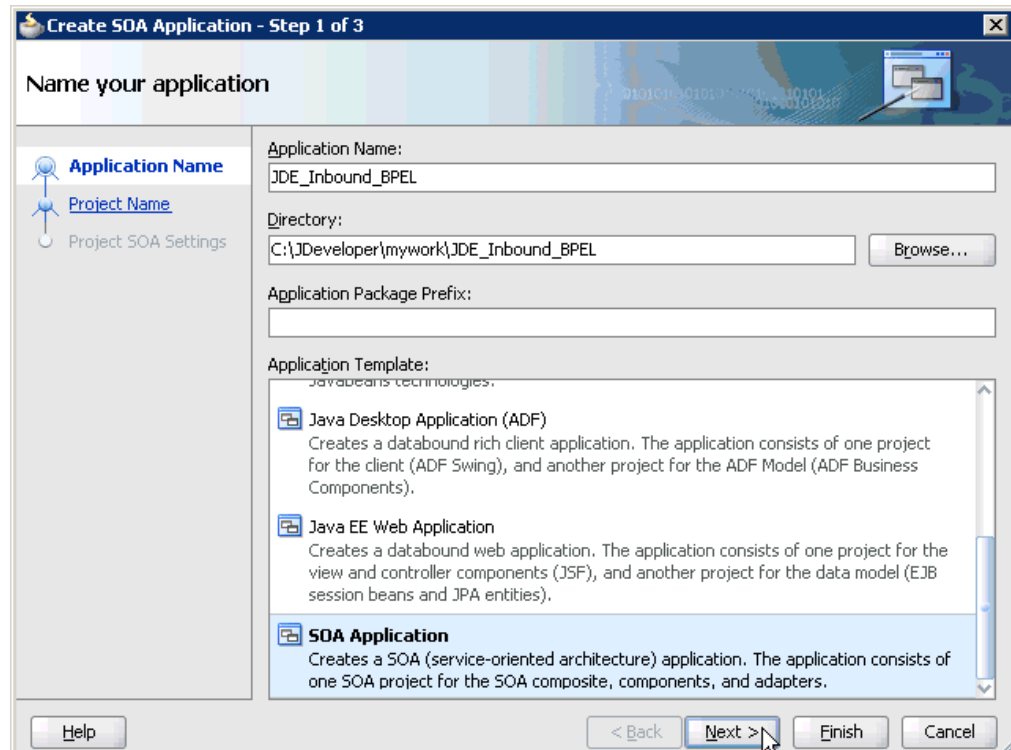 Create SOA Application - Step 1 of 3
Name your application
Application Name
Project Name
Project SOA Settings
Application Name:
JDE_Inbound_BPEL
Directory:
C:\JDeveloper\mywork\JDE_Inbound_BPEL
Browse...
Application Package Prefix:
Application Template:
Javabeans technologies.
Java Desktop Application (ADF)
Creates a databound rich client application. The application consists of one project
for the client (ADF Swing), and another project for the ADF Model (ADF Business
Components).
Java EE Web Application
Creates a databound web application. The application consists of one project for the
view and controller components (JSF), and another project for the data model (EJB
session beans and JPA entities).
SOA Application
Creates a SOA (service-oriented architecture) application. The application consists of
one SOA project for the SOA composite, components, and adapters.
Help
< Back
Next >
Finish
Cancel